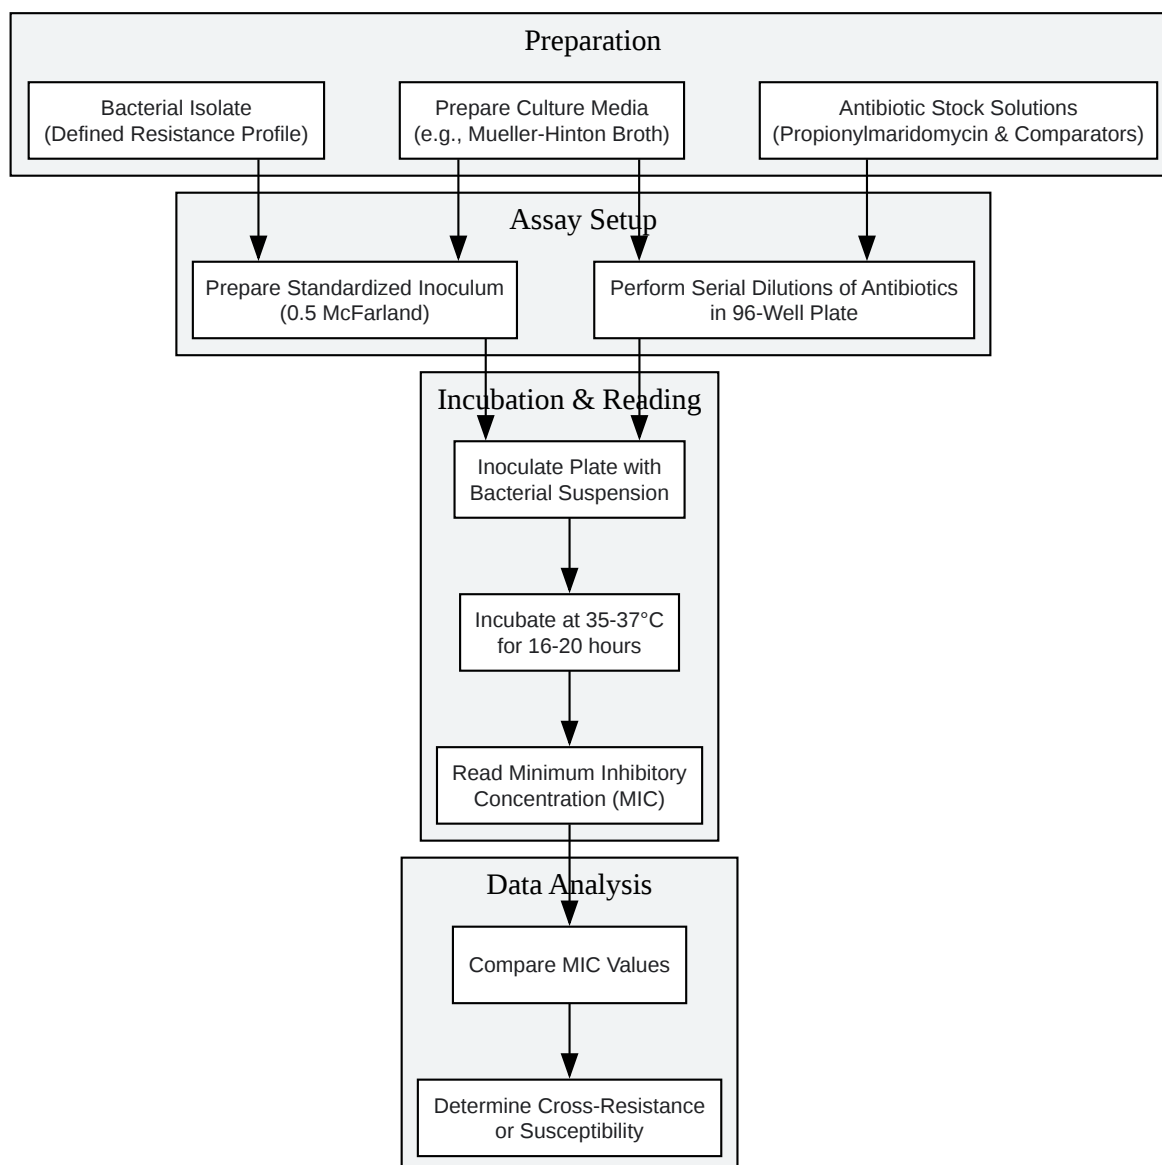 Preparation
Bacterial Isolate
(Defined Resistance Profile)
Prepare Culture Media
(e.g., Mueller-Hinton Broth)
Antibiotic Stock Solutions
(Propionylmaridomycin & Comparators)
Assay Setup
Prepare Standardized Inoculum
(0.5 McFarland)
Perform Serial Dilutions of Antibiotics
in 96-Well Plate
Incubation & Reading
Inoculate Plate with
Bacterial Suspension
Incubate at 35-37°C
for 16-20 hours
Read Minimum Inhibitory
Concentration (MIC)
Data Analysis
Compare MIC Values
Determine Cross-Resistance
or Susceptibility